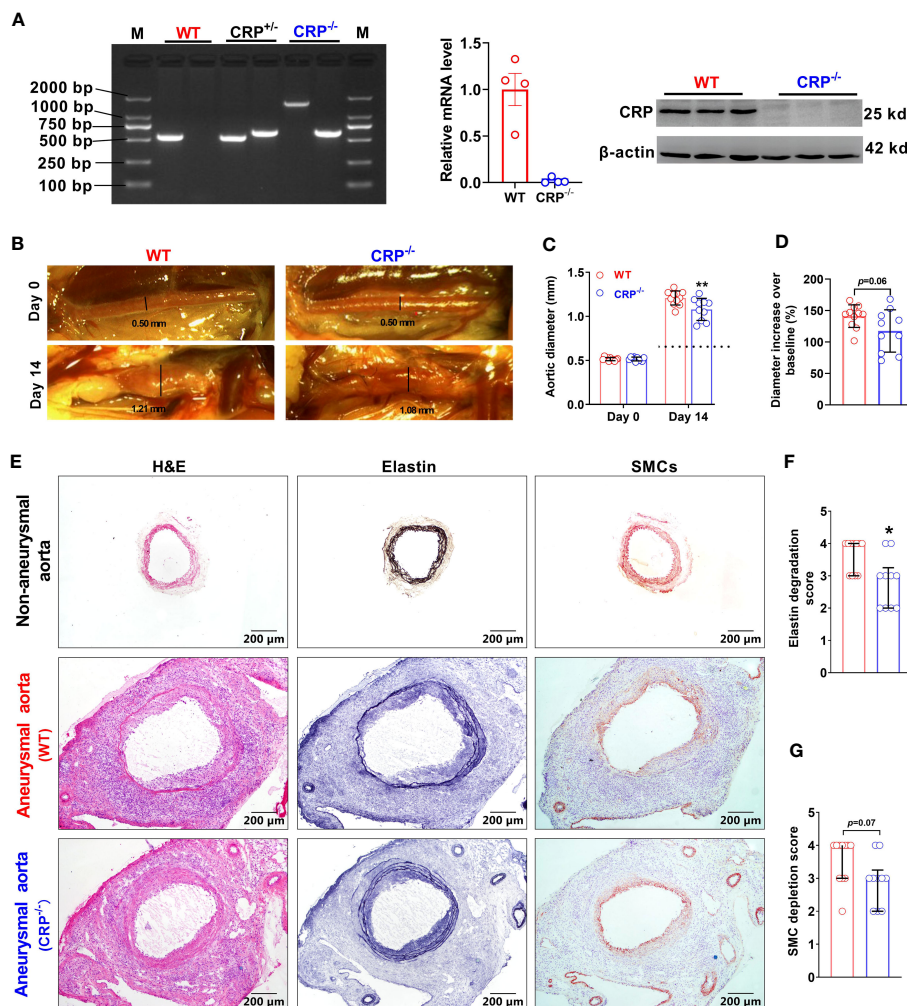 A
M WT CRP+/- CRP-/- M
2000 bp
1000 bp
750 bp
500 bp
250 bp
100 bp
Relative mRNA level
1.5
1.0
0.5
0.0
WT CRP-/-
WT CRP-/-
CRP 25 kd
β-actin 42 kd
B
WT CRP-/-
Day 0
0.50 mm 0.50 mm
Day 14
1.21 mm 1.08 mm
C
Aortic diameter (mm)
1.5
1.0
0.5
0.0
WT
CRP-/-
**
Day 0 Day 14
D
Diameter increase over
baseline (%)
200
150
100
50
0
p=0.06
E
H&E Elastin SMCs
Non-aneurysmal
aorta
200 μm 200 μm 200 μm
Aneurysmal aorta
(WT)
200 μm 200 μm 200 μm
Aneurysmal aorta
(CRP-/-)
200 μm 200 μm 200 μm
F
Elastin degradation
score
5
4
3
2
1
0
*
G
SMC depletion score
5
4
3
2
1
0
p=0.07